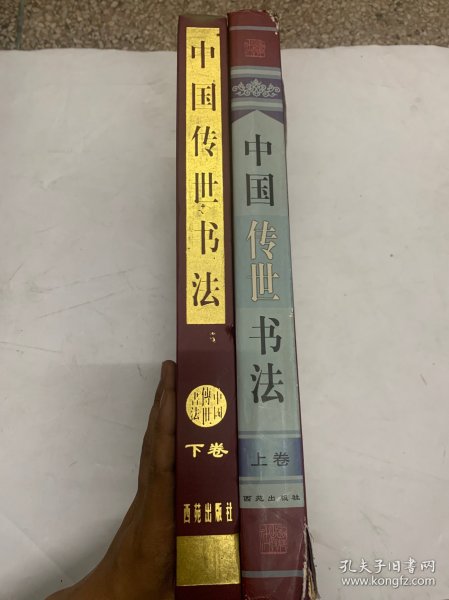 中国传世书法
中国
傳世
書法
下卷
西苑出版社
中国传世书法
上卷
西苑出版社
孔夫子旧书网
www.kongfz.com